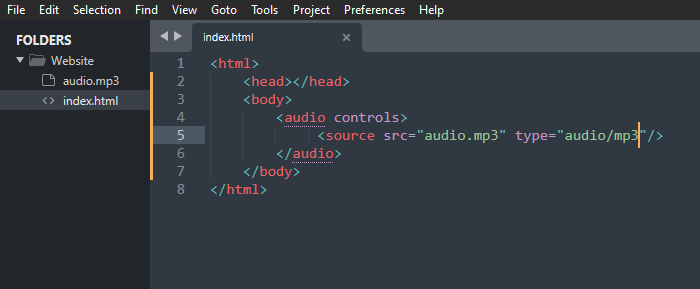 File Edit Selection Find View Goto Tools Project Preferences Help
FOLDERS
Website
audio.mp3
index.html
index.html
1 <html>
2 <head></head>
3 <body>
4 <audio controls>
5 <source src="audio.mp3" type="audio/mp3"/>
6 </audio>
7 </body>
8 </html>